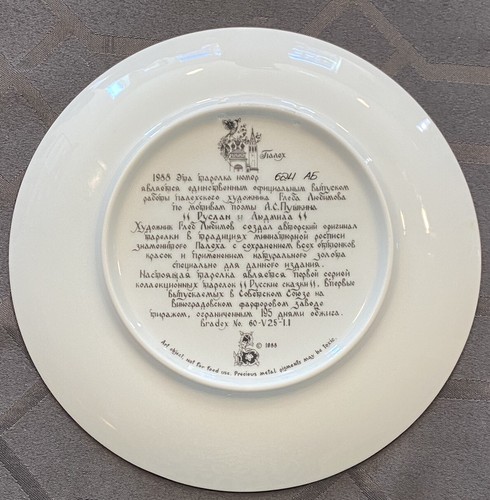 Палех
1988 Эта тарелка номер 6541 АБ
является единственным официальным выпуском
работы палехского художника Глеба Любимова
по мотивам поэмы А.С.Пушкина
"Руслан и Людмила"
Художник Глеб Любимов создал авторский оригинал
тарелки в традициях миниатюрной росписи
знаменитого Палеха с сохранением всех оттенков
красок и применением натурального золота
специально для данного издания.
Настоящая тарелка является первой серией
коллекционных тарелок "Русские сказки", впервые
выпускаемых в Советском Союзе на
Виноградовском фарфоровом заводе
тиражом, ограниченным 195 днями обжига.
Bradex No. 60-V25-1.1
© 1988
Art object, not for food use. Precious metal pigments may be toxic.